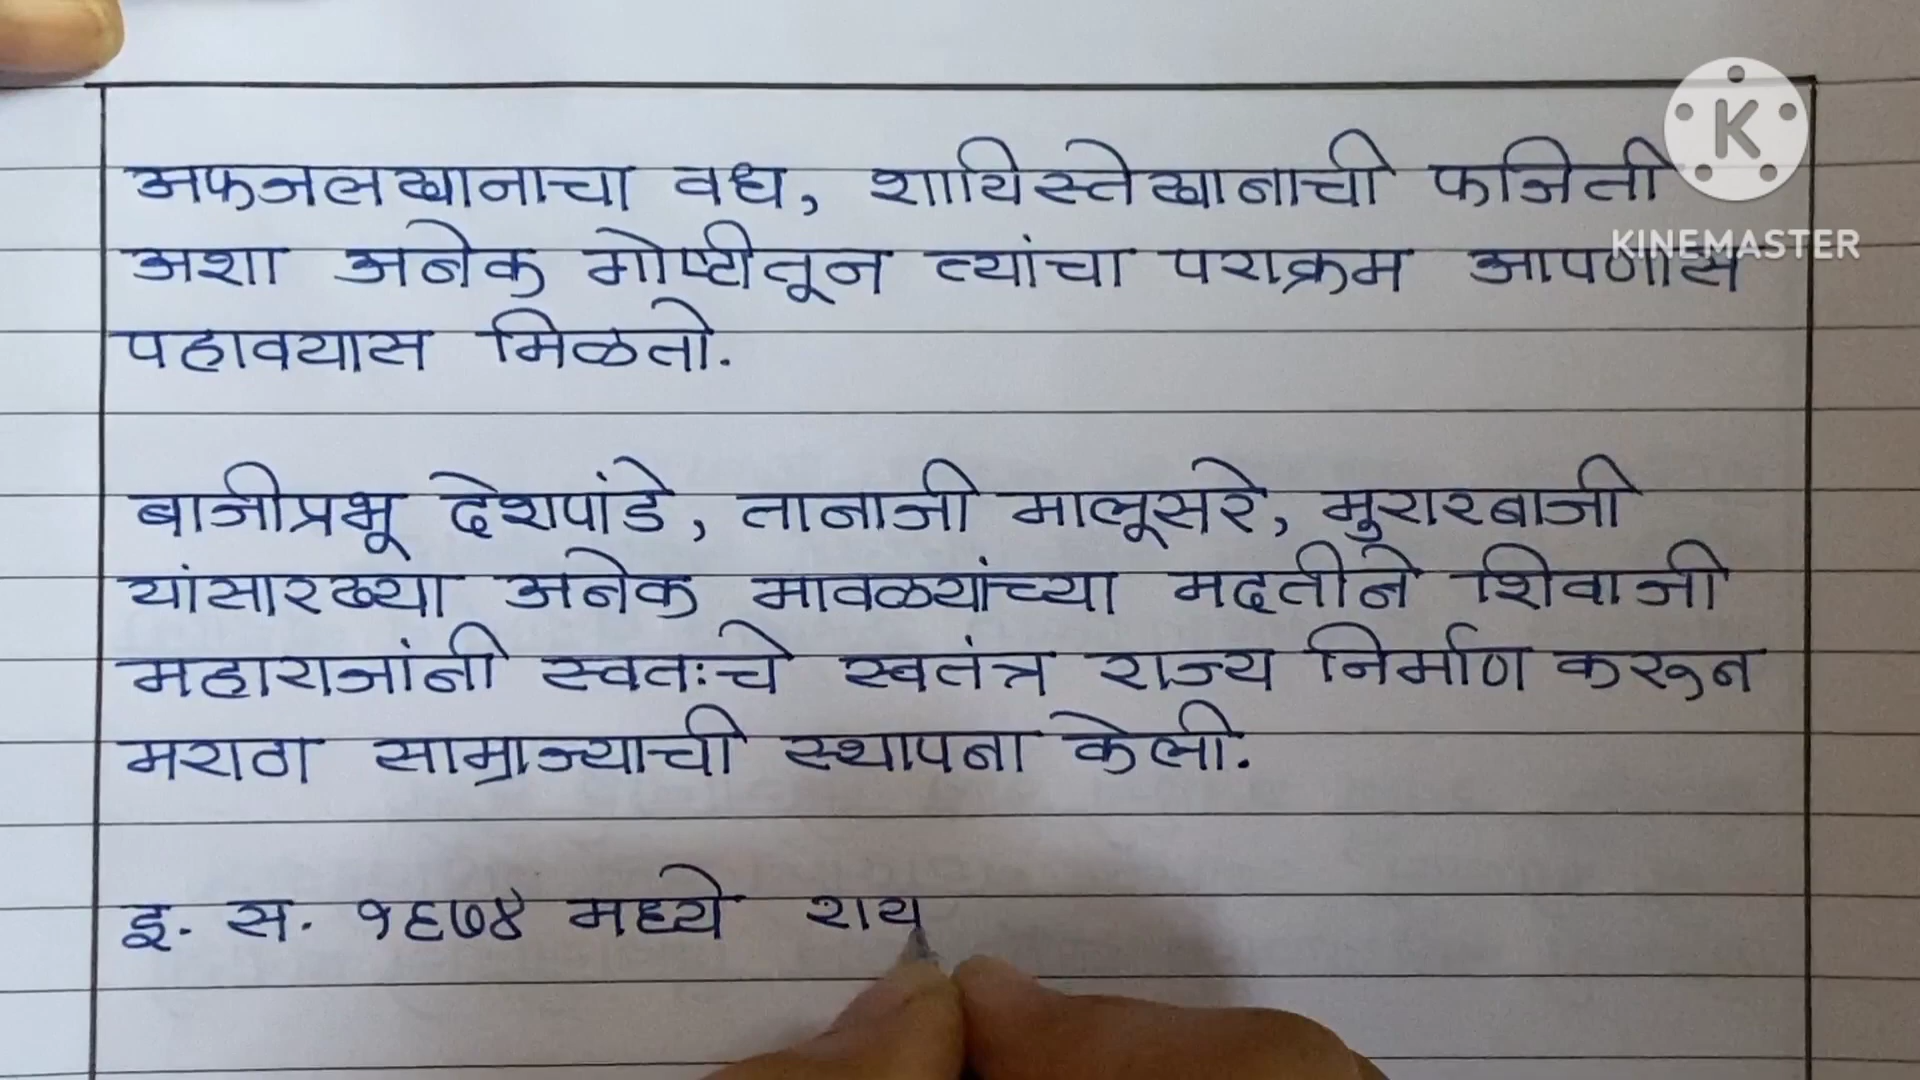 अफजलखानाचा वध, शायिस्तेखानाची फजिती
अशा अनेक गोष्टीतून त्यांचा पराक्रम आपणास
पहावयास मिळतो.
बाजीप्रभू देशपांडे, तानाजी मालूसरे, मुरारबाजी
यांसारख्या अनेक मावळ्यांच्या मदतीने शिवाजी
महाराजांनी स्वतःचे स्वतंत्र राज्य निर्माण करून
मराठा साम्राज्याची स्थापना केली.
इ. स. १६७४ मध्ये राय
K
KINEMASTER